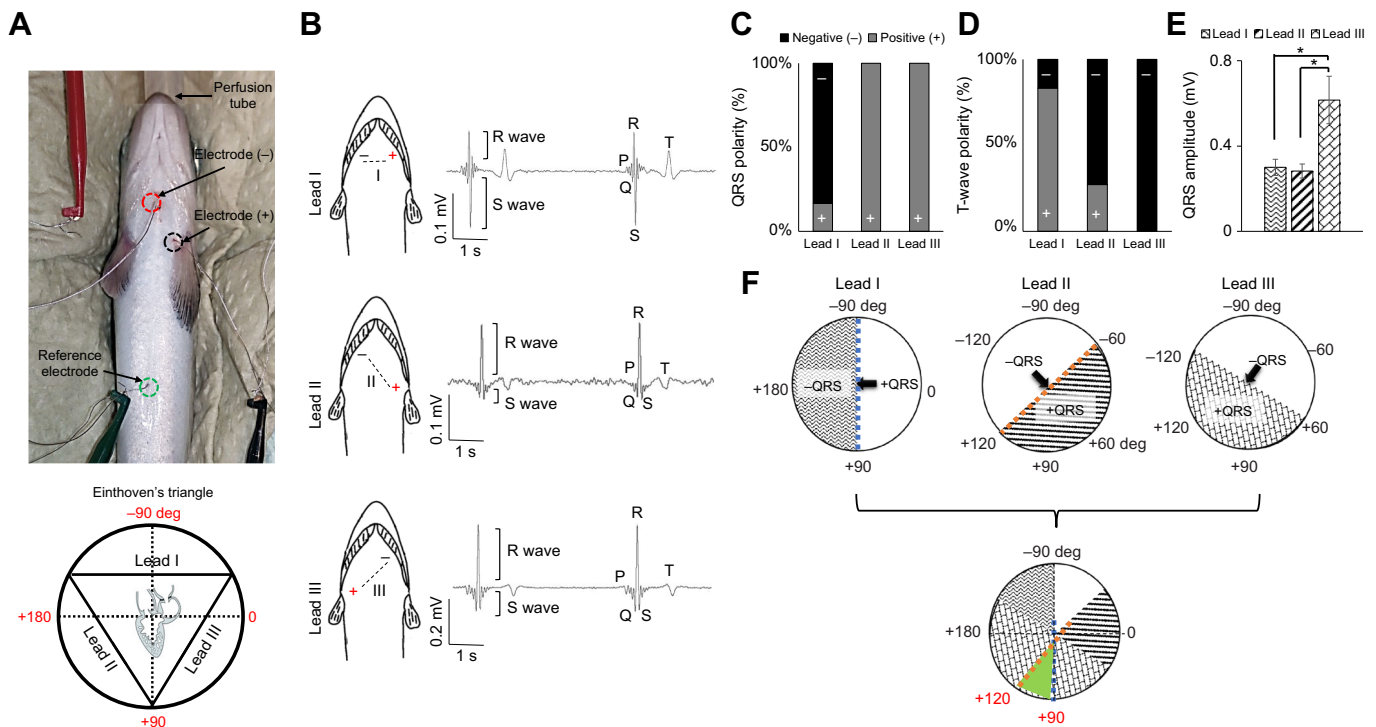 A
Perfusion
tube
Electrode (–)
Electrode (+)
Reference
electrode
Einthoven's triangle
–90 deg
Lead I
+180
0
Lead II
Lead III
+90
B
Lead I
–
+
I
R wave
S wave
0.1 mV
1 s
R
P
T
Q
S
Lead II
–
II
+
R wave
S wave
0.1 mV
1 s
R
P
T
Q
S
Lead III
–
+
III
R wave
S wave
0.2 mV
1 s
R
P
T
Q
S
C
Negative (–)
Positive (+)
QRS polarity (%)
100%
50%
0%
–
+
+
+
Lead I
Lead II
Lead III
D
T-wave polarity (%)
100%
50%
0%
–
–
–
+
+
Lead I
Lead II
Lead III
E
Lead I
Lead II
Lead III
QRS amplitude (mV)
0.8
0.4
0
*
*
F
Lead I
–90 deg
+180
–QRS
+QRS
0
+90
Lead II
–90 deg
–120
–60
–QRS
+QRS
+120
+60 deg
+90
Lead III
–90 deg
–120
–60
–QRS
+QRS
+120
+60
+90
–90 deg
+180
0
+120
+90